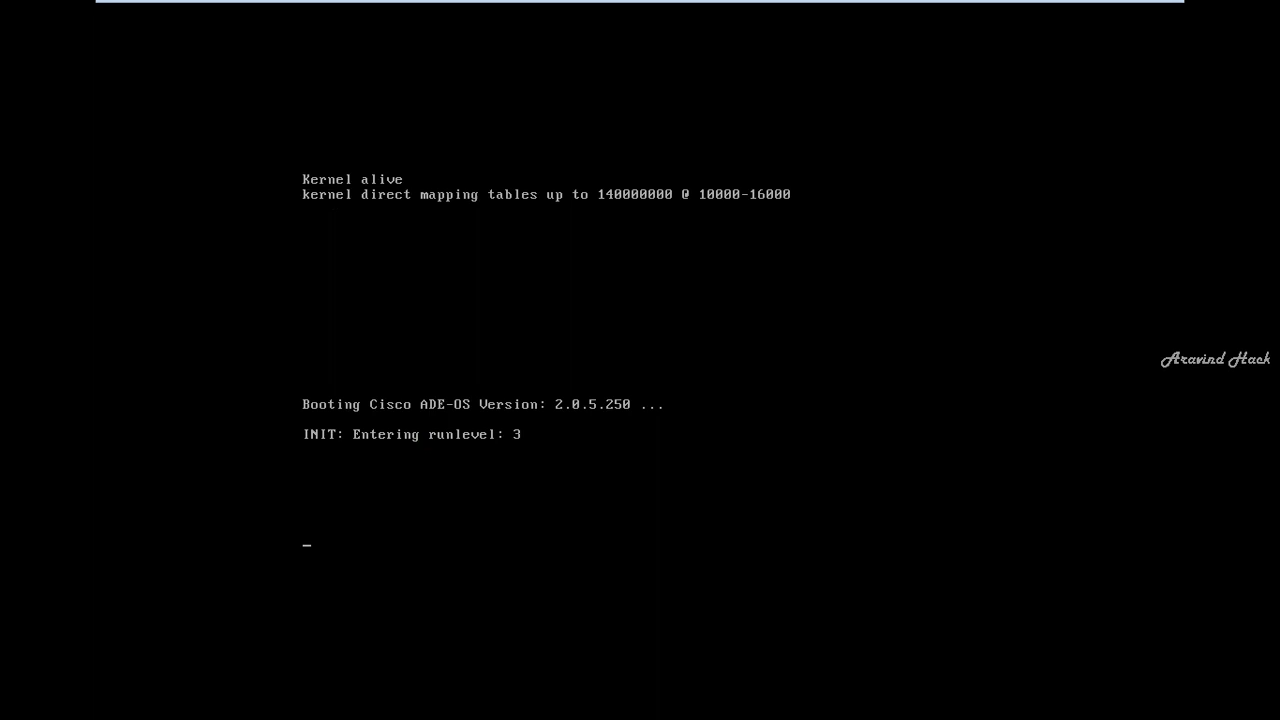 Kernel alive
kernel direct mapping tables up to 140000000 @ 10000-16000
Aravind Hack
Booting Cisco ADE-OS Version: 2.0.5.250 ...
INIT: Entering runlevel: 3